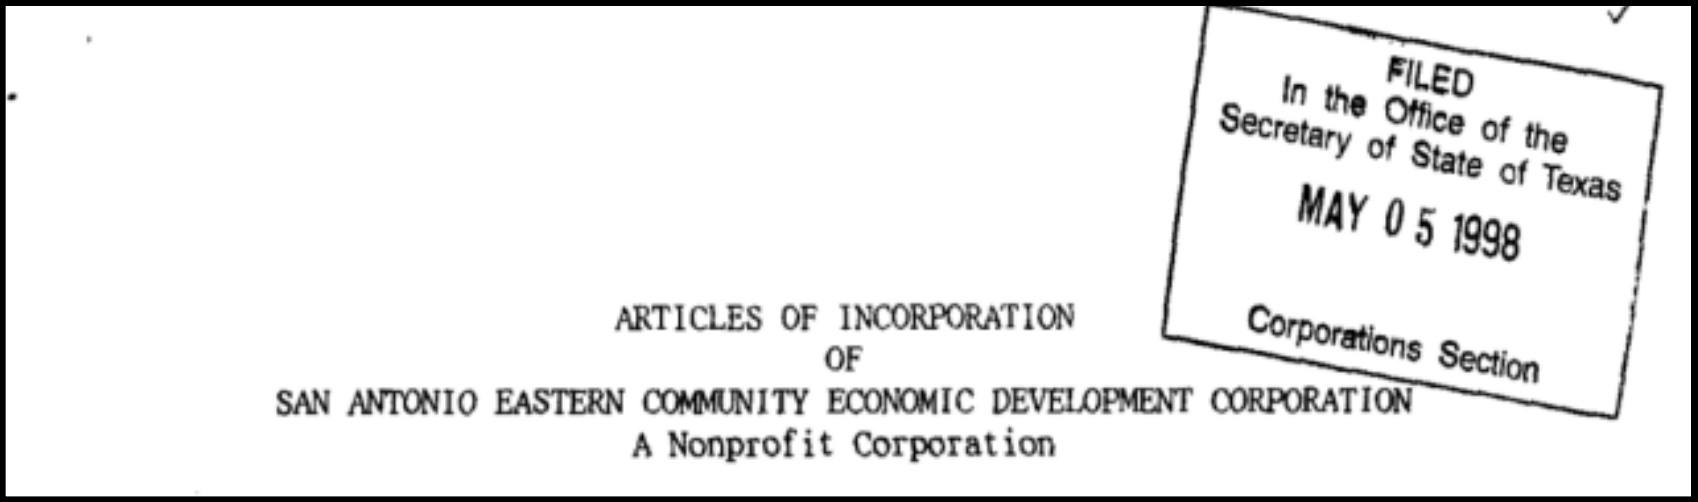 FILED
In the Office of the
Secretary of State of Texas
MAY 05 1998
Corporations Section
ARTICLES OF INCORPORATION
OF
SAN ANTONIO EASTERN COMMUNITY ECONOMIC DEVELOPMENT CORPORATION
A Nonprofit Corporation